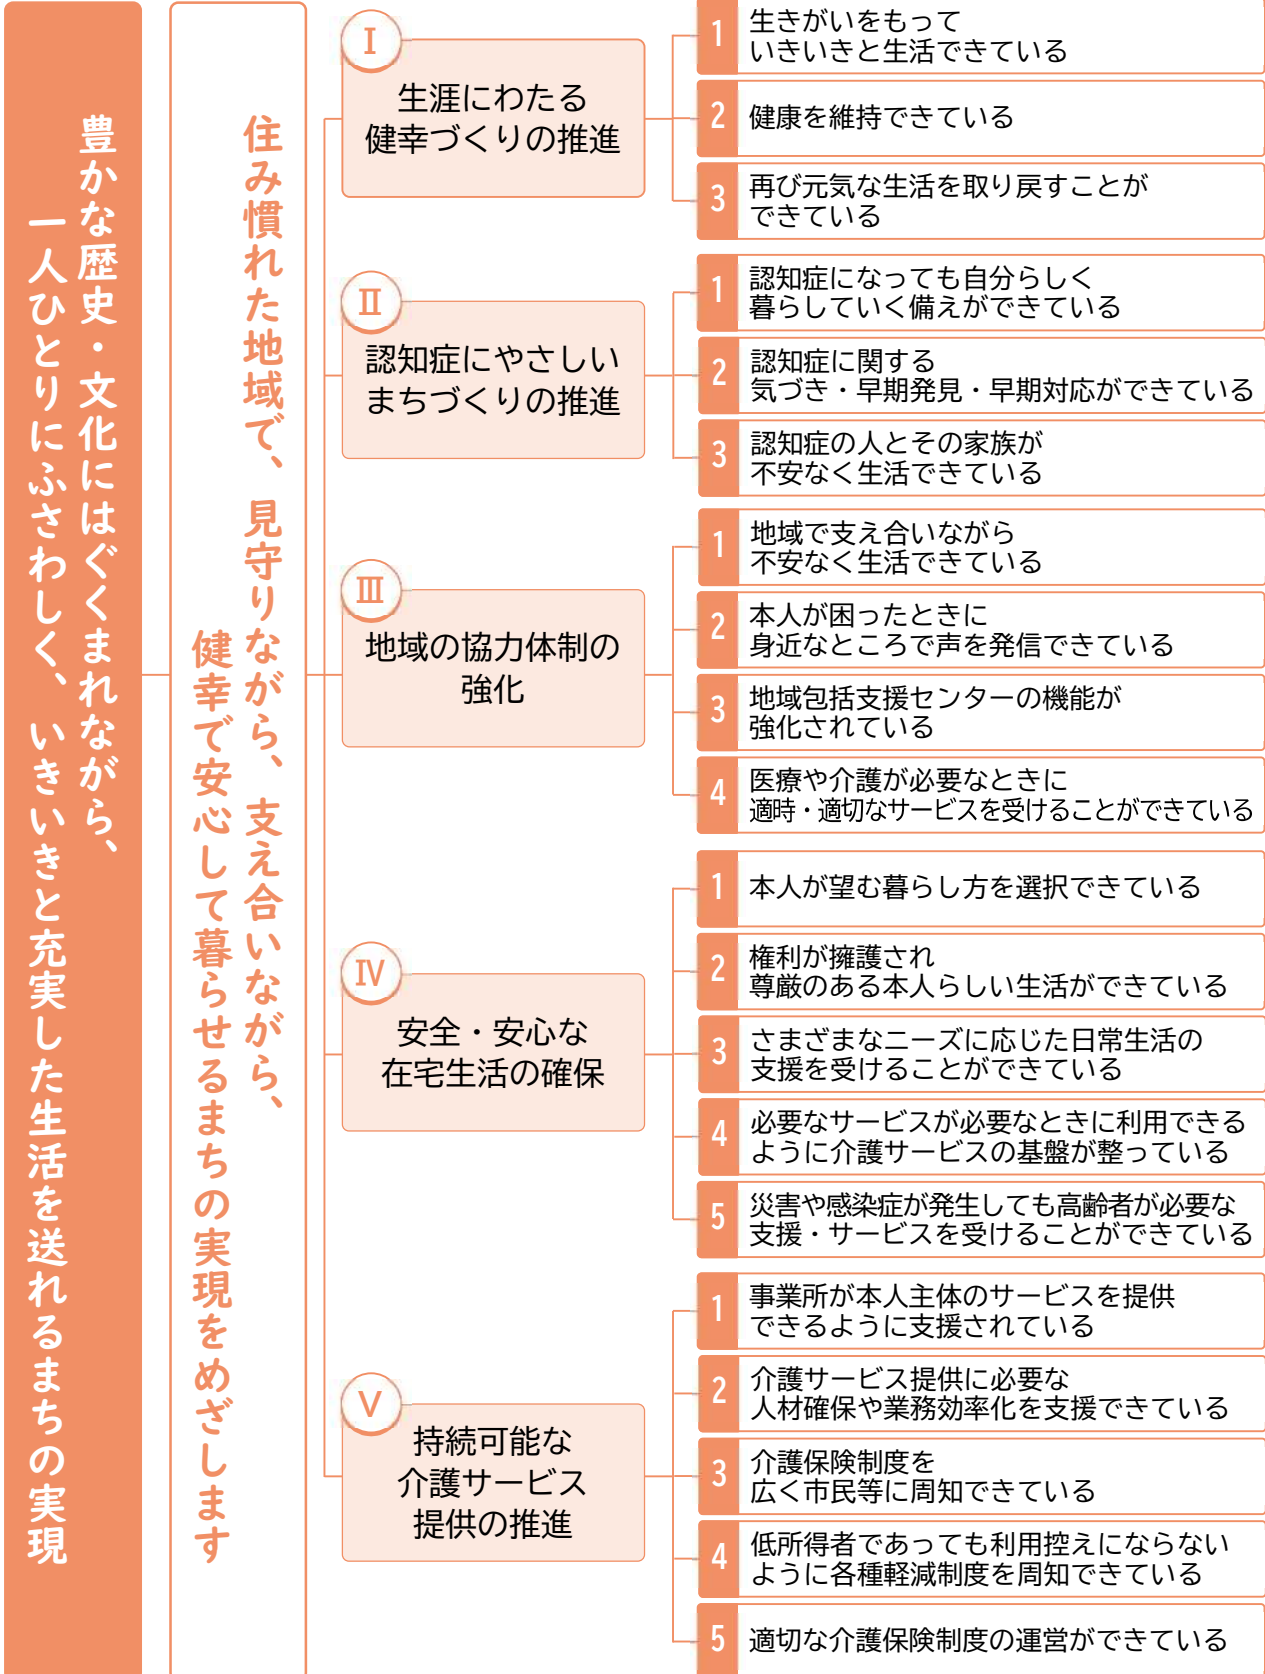 豊かな歴史・文化にはぐくまれながら、
一人ひとりにふさわしく、いきいきと充実した生活を送れるまちの実現
住み慣れた地域で、見守りながら、支え合いながら、
健幸で安心して暮らせるまちの実現をめざします
Ⅰ
生涯にわたる
健幸づくりの推進
1
生きがいをもって
いきいきと生活できている
2
健康を維持できている
3
再び元気な生活を取り戻すことが
できている
Ⅱ
認知症にやさしい
まちづくりの推進
1
認知症になっても自分らしく
暮らしていく備えができている
2
認知症に関する
気づき・早期発見・早期対応ができている
3
認知症の人とその家族が
不安なく生活できている
Ⅲ
地域の協力体制の
強化
1
地域で支え合いながら
不安なく生活できている
2
本人が困ったときに
身近なところで声を発信できている
3
地域包括支援センターの機能が
強化されている
4
医療や介護が必要なときに
適時・適切なサービスを受けることができている
Ⅳ
安全・安心な
在宅生活の確保
1
本人が望む暮らし方を選択できている
2
権利が擁護され
尊厳のある本人らしい生活ができている
3
さまざまなニーズに応じた日常生活の
支援を受けることができている
4
必要なサービスが必要なときに利用できる
ように介護サービスの基盤が整っている
5
災害や感染症が発生しても高齢者が必要な
支援・サービスを受けることができている
Ⅴ
持続可能な
介護サービス
提供の推進
1
事業所が本人主体のサービスを提供
できるように支援されている
2
介護サービス提供に必要な
人材確保や業務効率化を支援できている
3
介護保険制度を
広く市民等に周知できている
4
低所得者であっても利用控えにならない
ように各種軽減制度を周知できている
5
適切な介護保険制度の運営ができている